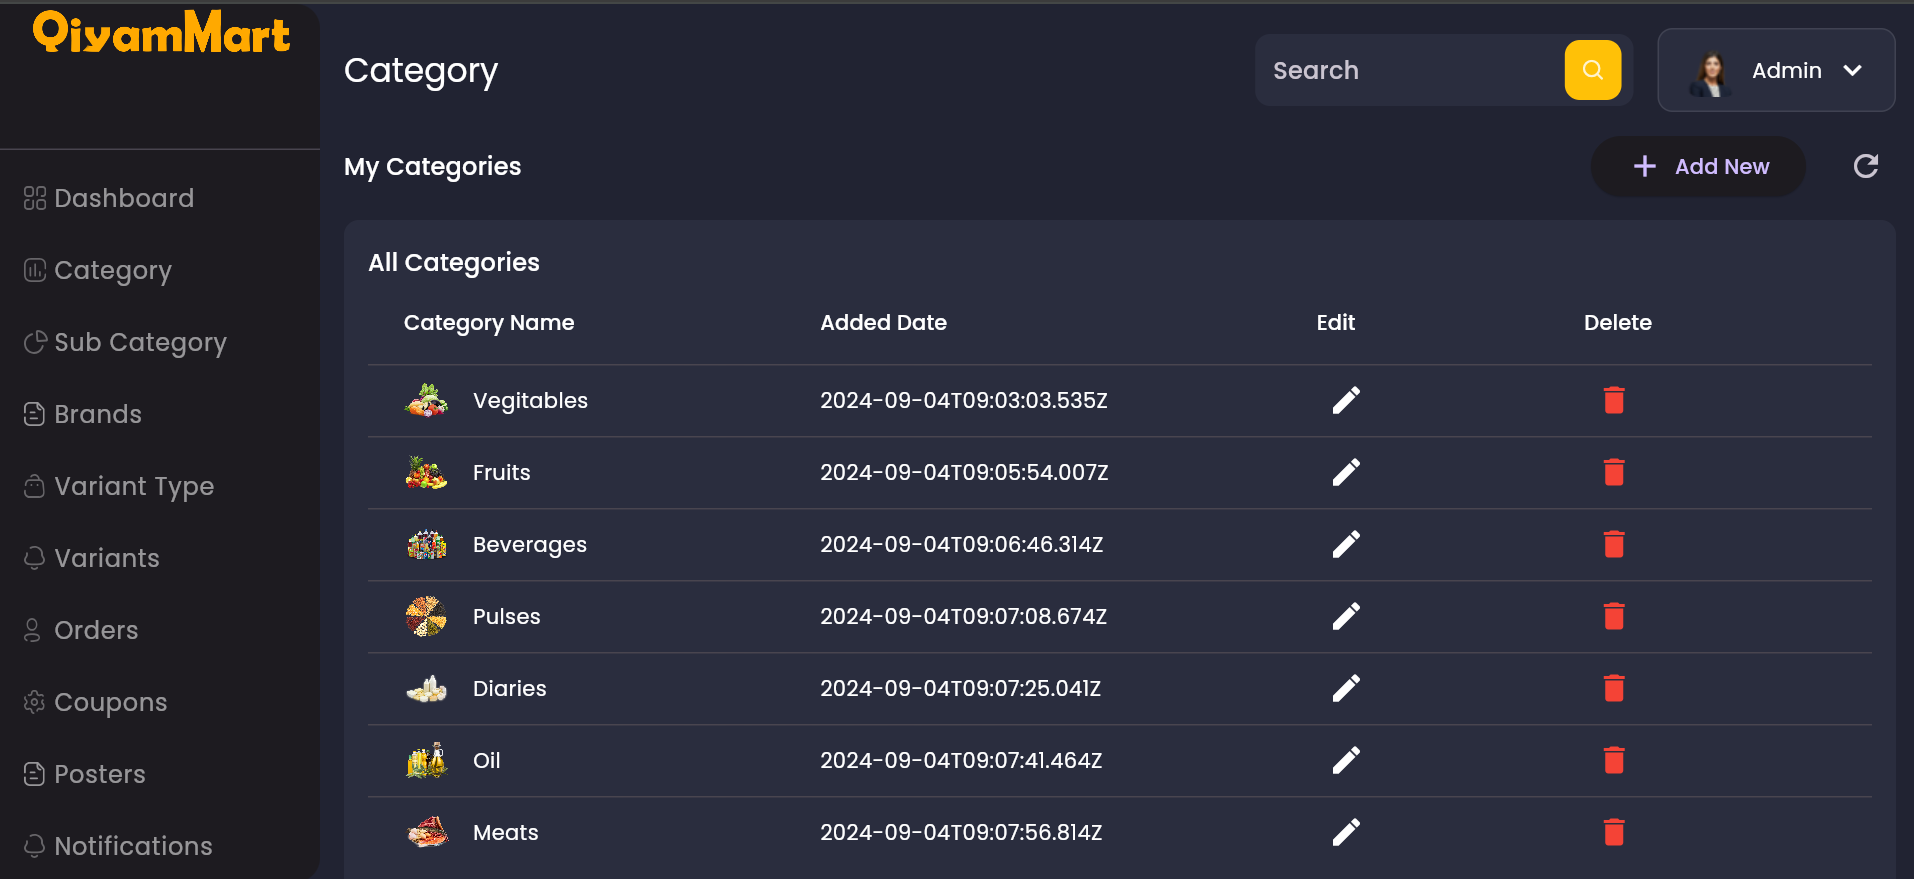 QiyamMart
Category
Search
Admin
My Categories
Add New
Dashboard
Category
Sub Category
Brands
Variant Type
Variants
Orders
Coupons
Posters
Notifications
All Categories
Category Name Added Date Edit Delete
Vegitables 2024-09-04T09:03:03.535Z
Fruits 2024-09-04T09:05:54.007Z
Beverages 2024-09-04T09:06:46.314Z
Pulses 2024-09-04T09:07:08.674Z
Diaries 2024-09-04T09:07:25.041Z
Oil 2024-09-04T09:07:41.464Z
Meats 2024-09-04T09:07:56.814Z